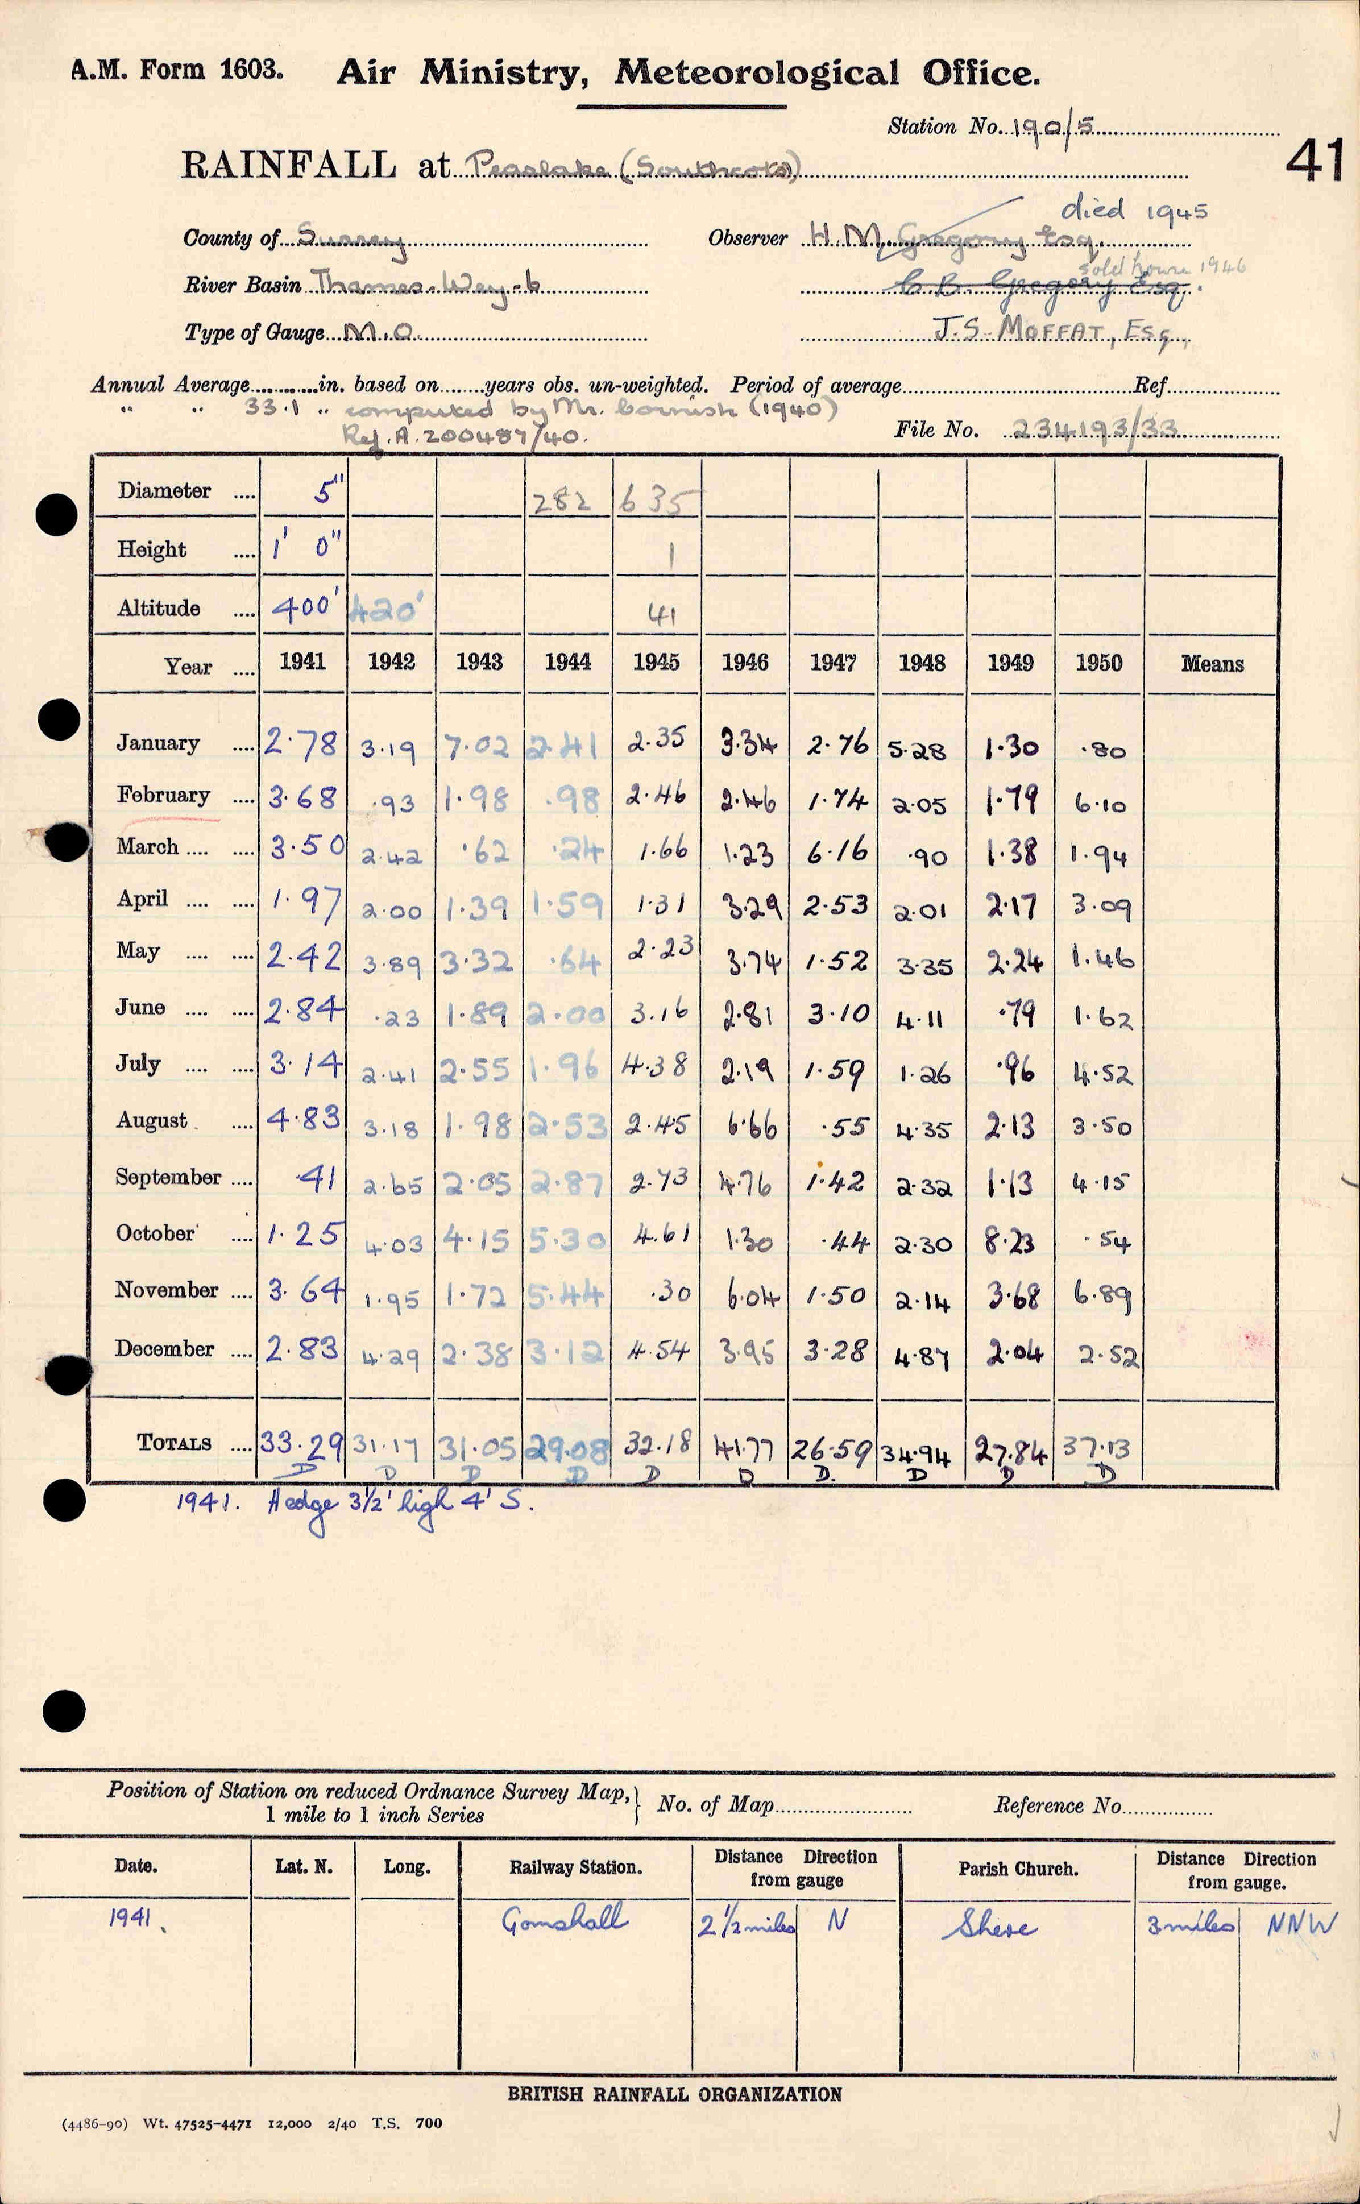 A.M. Form 1603. Air Ministry, Meteorological Office.
Station No. 190/5
41
RAINFALL at Peaslake (Southcote)
died 1945
County of Surrey Observer H.M. Gregory Esq.
sold house 1946
River Basin Thames-Wey-b C.B. Gregory Esq.
Type of Gauge M.O. J.S. MOFFAT, Esq.,
Annual Average in. based on years obs. un-weighted. Period of average Ref
" " 33.1 " computed by Mr. Cornish (1940)
Ref. A.200487/40. File No. 234193/33
Diameter .... 5" 282 635
Height .... 1' 0" 1
Altitude .... 400' 420' 41
Year .... 1941 1942 1943 1944 1945 1946 1947 1948 1949 1950 Means
January .... 2.78 3.19 7.02 2.41 2.35 3.34 2.76 5.28 1.30 .80
February .... 3.68 .93 1.98 .98 2.46 2.46 1.74 2.05 1.79 6.10
March .... .... 3.50 2.42 .62 .24 1.66 1.23 6.16 .90 1.38 1.94
April .... .... 1.97 2.00 1.39 1.59 1.31 3.29 2.53 2.01 2.17 3.09
May .... .... 2.42 3.89 3.32 .64 2.23 3.74 1.52 3.35 2.24 1.46
June .... .... 2.84 .23 1.89 2.00 3.16 2.81 3.10 4.11 .79 1.62
July .... .... 3.14 2.41 2.55 1.96 4.38 2.19 1.59 1.26 .96 4.52
August .... 4.83 3.18 1.98 2.53 2.45 6.66 .55 4.35 2.13 3.50
September .... .41 2.65 2.05 2.87 2.73 4.76 1.42 2.32 1.13 4.15
October .... 1.25 4.03 4.15 5.30 4.61 1.30 .44 2.30 8.23 .54
November .... 3.64 1.95 1.72 5.44 .30 6.04 1.50 2.14 3.68 6.89
December .... 2.83 4.29 2.38 3.12 4.54 3.95 3.28 4.87 2.04 2.52
TOTALS .... 33.29 31.17 31.05 29.08 32.18 41.77 26.59 34.94 27.84 37.13
D D D D D D D. D D D
1941. Hedge 3½' high 4' S.
Position of Station on reduced Ordnance Survey Map,} No. of Map Reference No.
1 mile to 1 inch Series
Date. Lat. N. Long. Railway Station. Distance Direction from gauge Parish Church. Distance Direction from gauge.
1941. Gomshall 2½ miles N Shere 3 miles NNW
BRITISH RAINFALL ORGANIZATION
(4486-90) Wt. 47525-4471 12,000 2/40 T.S. 700